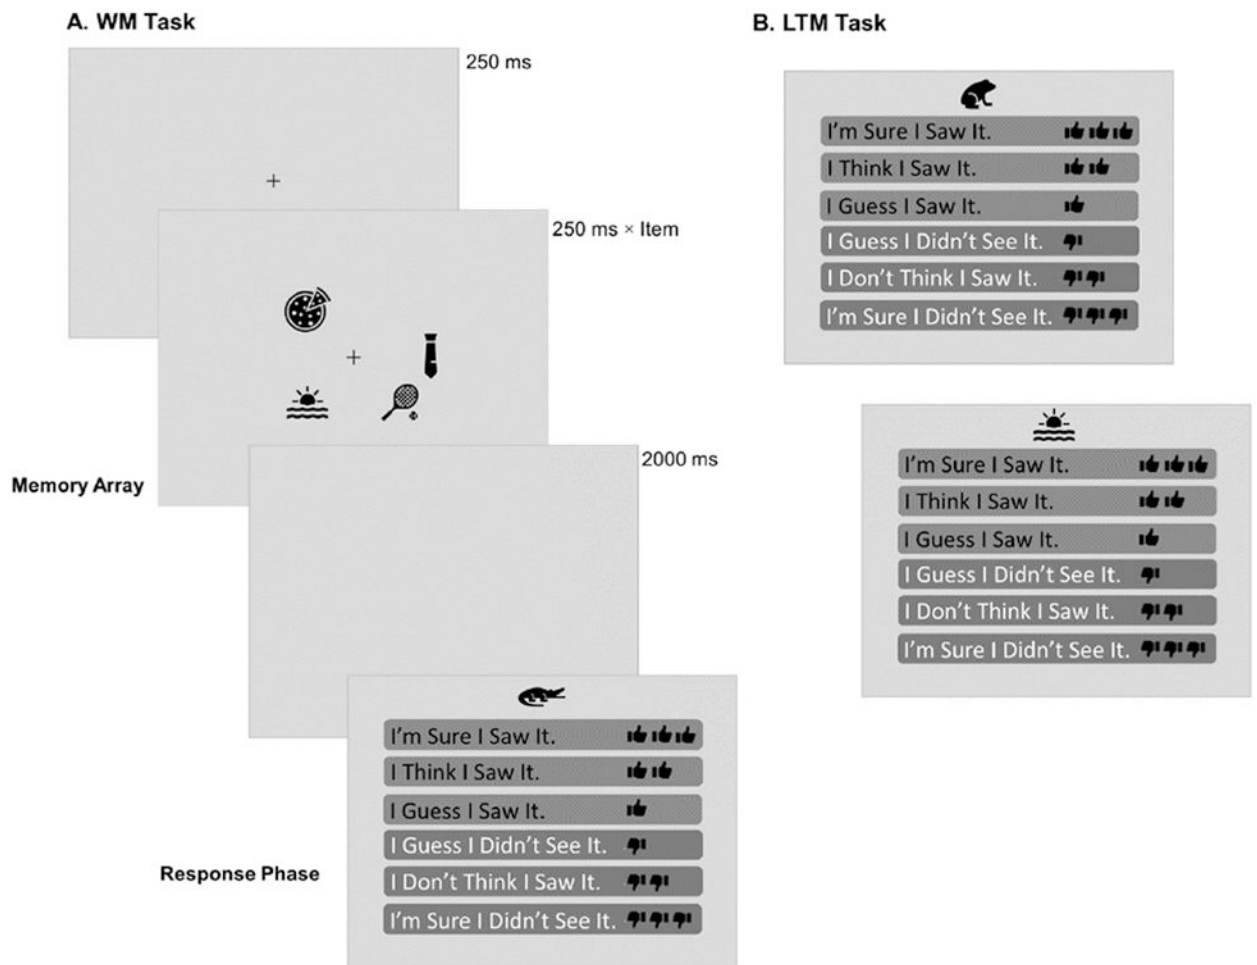 A. WM Task
250 ms
250 ms × Item
Memory Array
2000 ms
I'm Sure I Saw It.
I Think I Saw It.
I Guess I Saw It.
I Guess I Didn't See It.
I Don't Think I Saw It.
I'm Sure I Didn't See It.
Response Phase
B. LTM Task
I'm Sure I Saw It.
I Think I Saw It.
I Guess I Saw It.
I Guess I Didn't See It.
I Don't Think I Saw It.
I'm Sure I Didn't See It.
I'm Sure I Saw It.
I Think I Saw It.
I Guess I Saw It.
I Guess I Didn't See It.
I Don't Think I Saw It.
I'm Sure I Didn't See It.